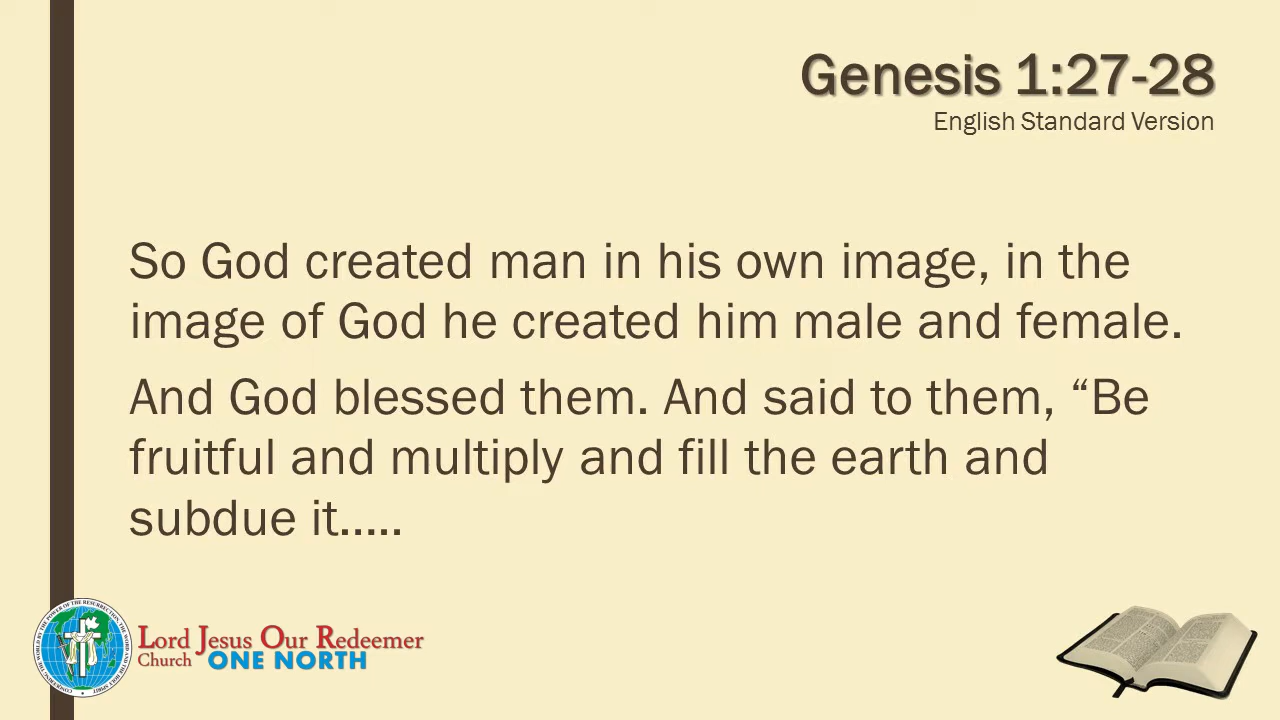 Genesis 1:27-28
English Standard Version
So God created man in his own image, in the
image of God he created him male and female.
And God blessed them. And said to them, “Be
fruitful and multiply and fill the earth and
subdue it.....
Lord Jesus Our Redeemer
Church ONE NORTH